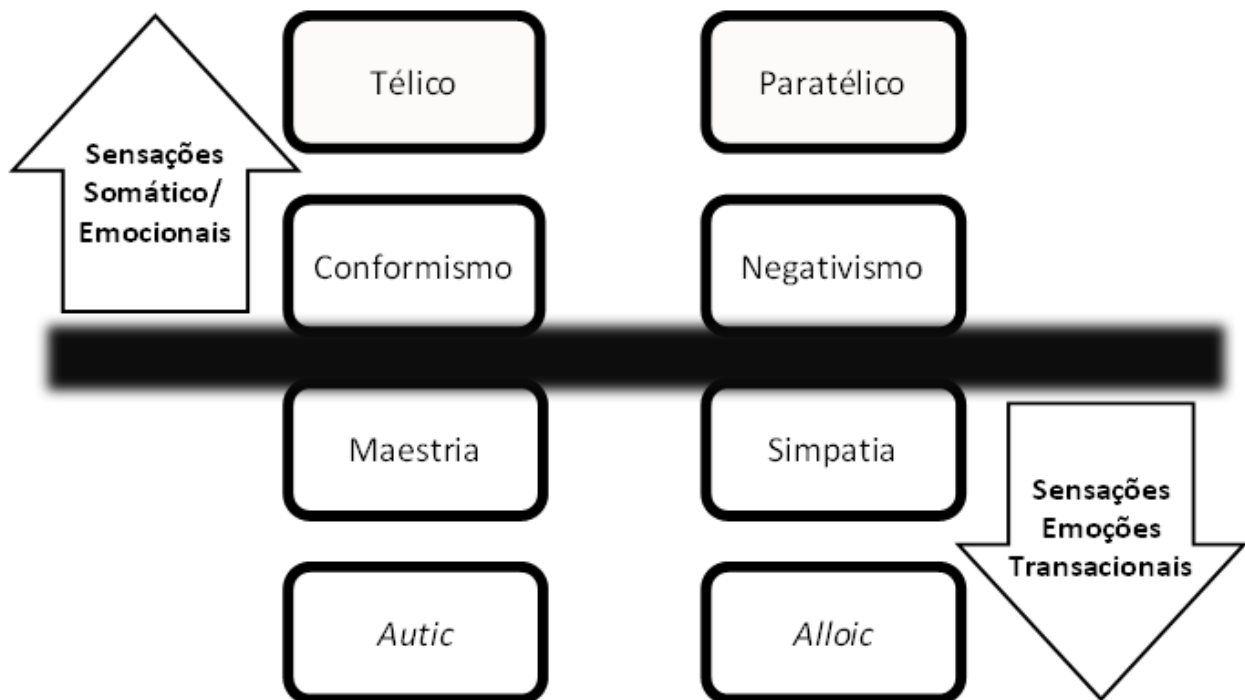 Télico
Paratélico
Sensações
Somático/
Emocionais
Conformismo
Negativismo
Maestria
Simpatia
Sensações
Emoções
Transacionais
Autic
Alloic